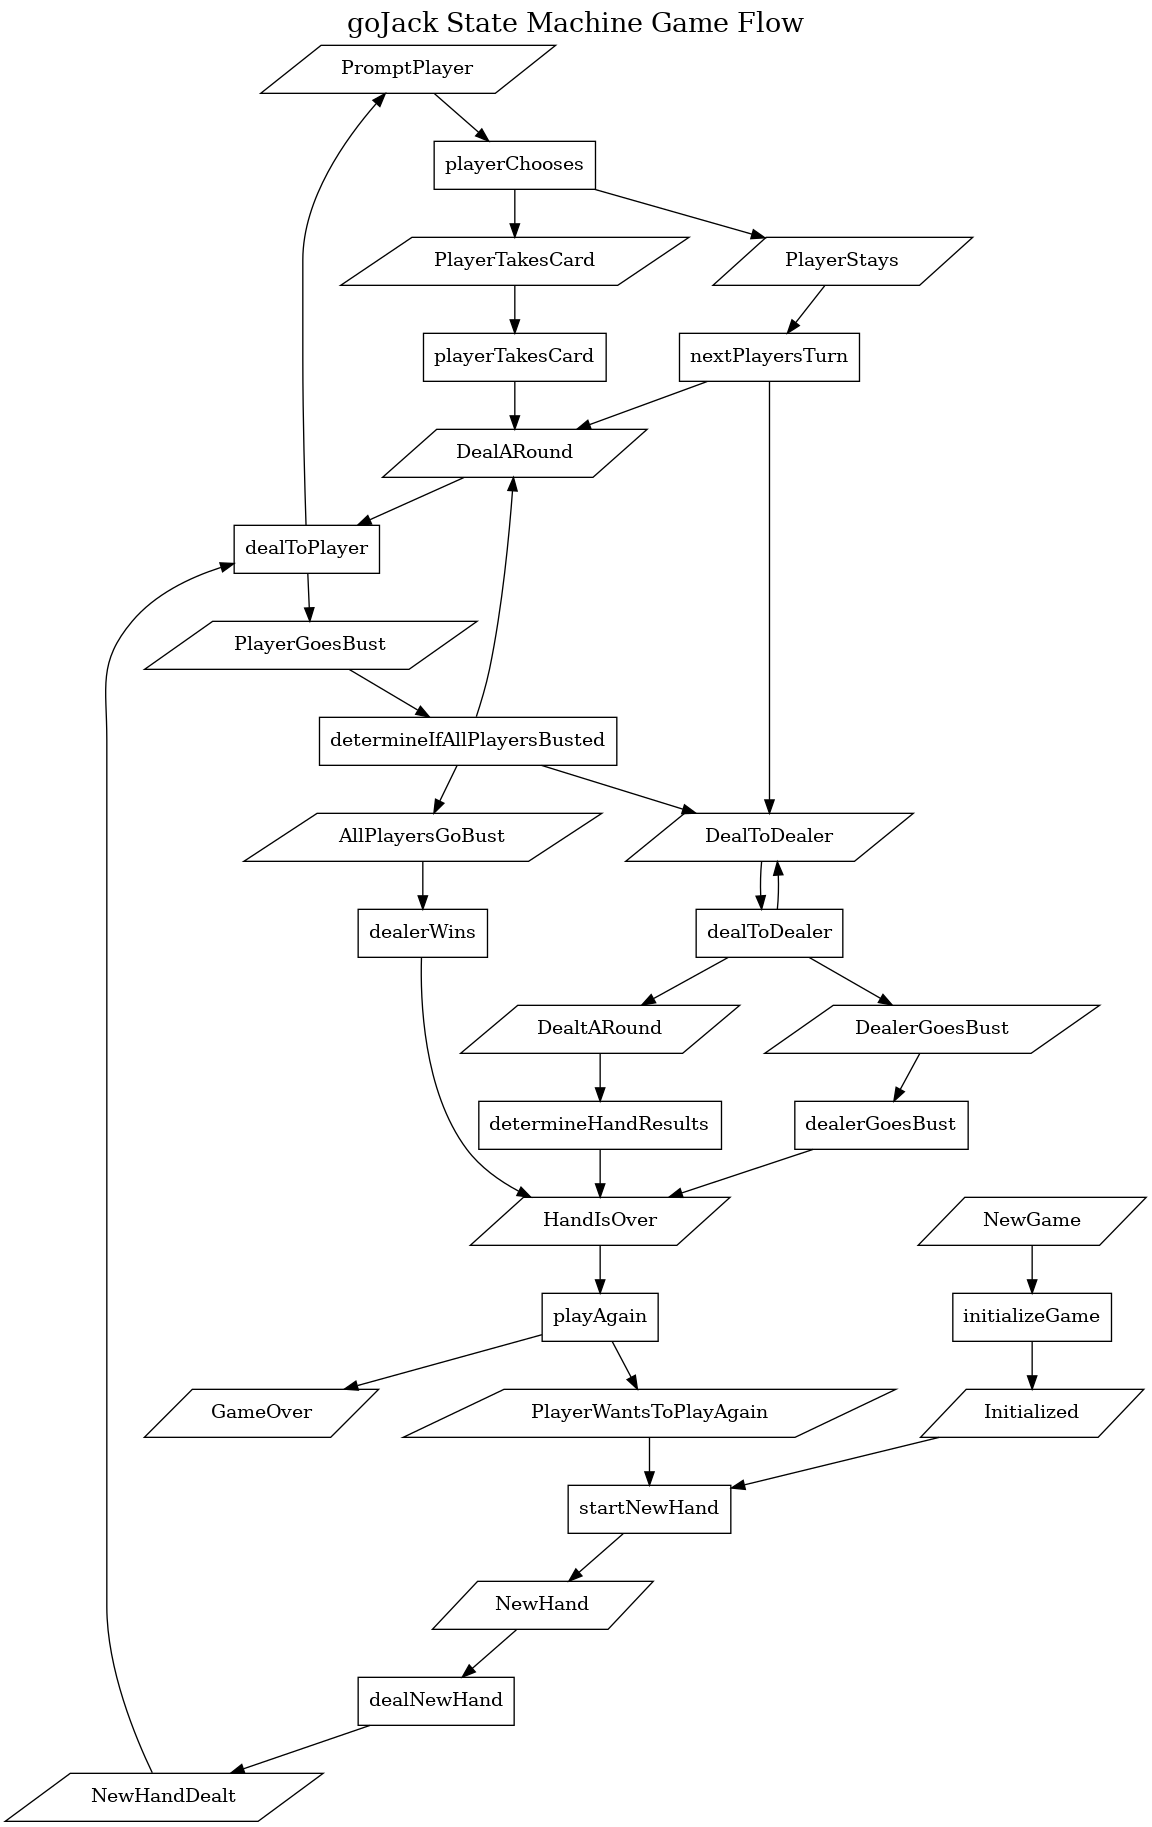 goJack State Machine Game Flow
PromptPlayer
playerChooses
PlayerTakesCard
PlayerStays
playerTakesCard
nextPlayersTurn
DealARound
dealToPlayer
PlayerGoesBust
determineIfAllPlayersBusted
AllPlayersGoBust
DealToDealer
dealerWins
dealToDealer
DealtARound
DealerGoesBust
determineHandResults
dealerGoesBust
HandIsOver
NewGame
playAgain
initializeGame
GameOver
PlayerWantsToPlayAgain
Initialized
startNewHand
NewHand
dealNewHand
NewHandDealt